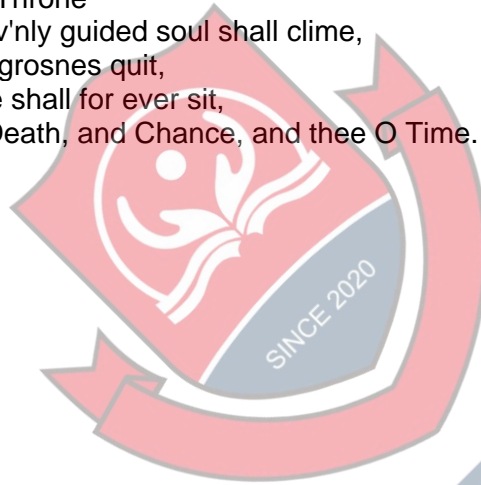 Throne
v'nly guided soul shall clime,
grosnes quit,
shall for ever sit,
Death, and Chance, and thee O Time.
SINCE 2020